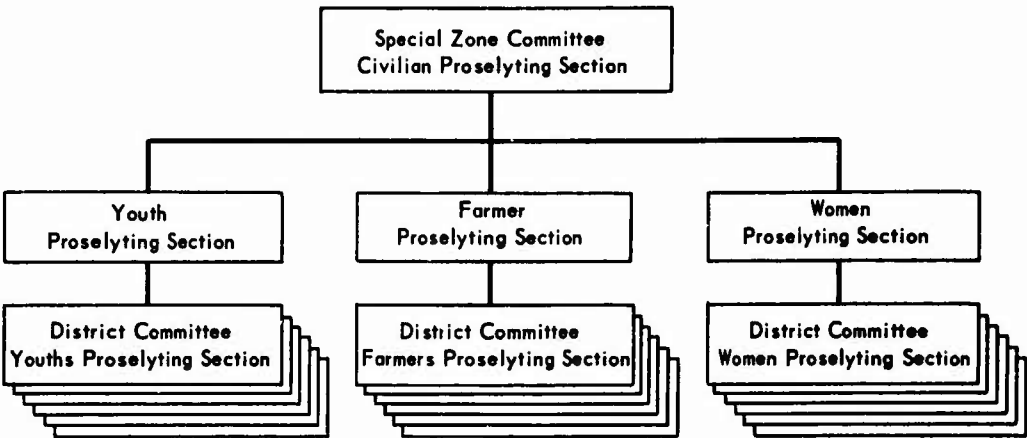 Special Zone Committee
Civilian Proselyting Section
Youth
Proselyting Section
Farmer
Proselyting Section
Women
Proselyting Section
District Committee
Youths Proselyting Section
District Committee
Farmers Proselyting Section
District Committee
Women Proselyting Section